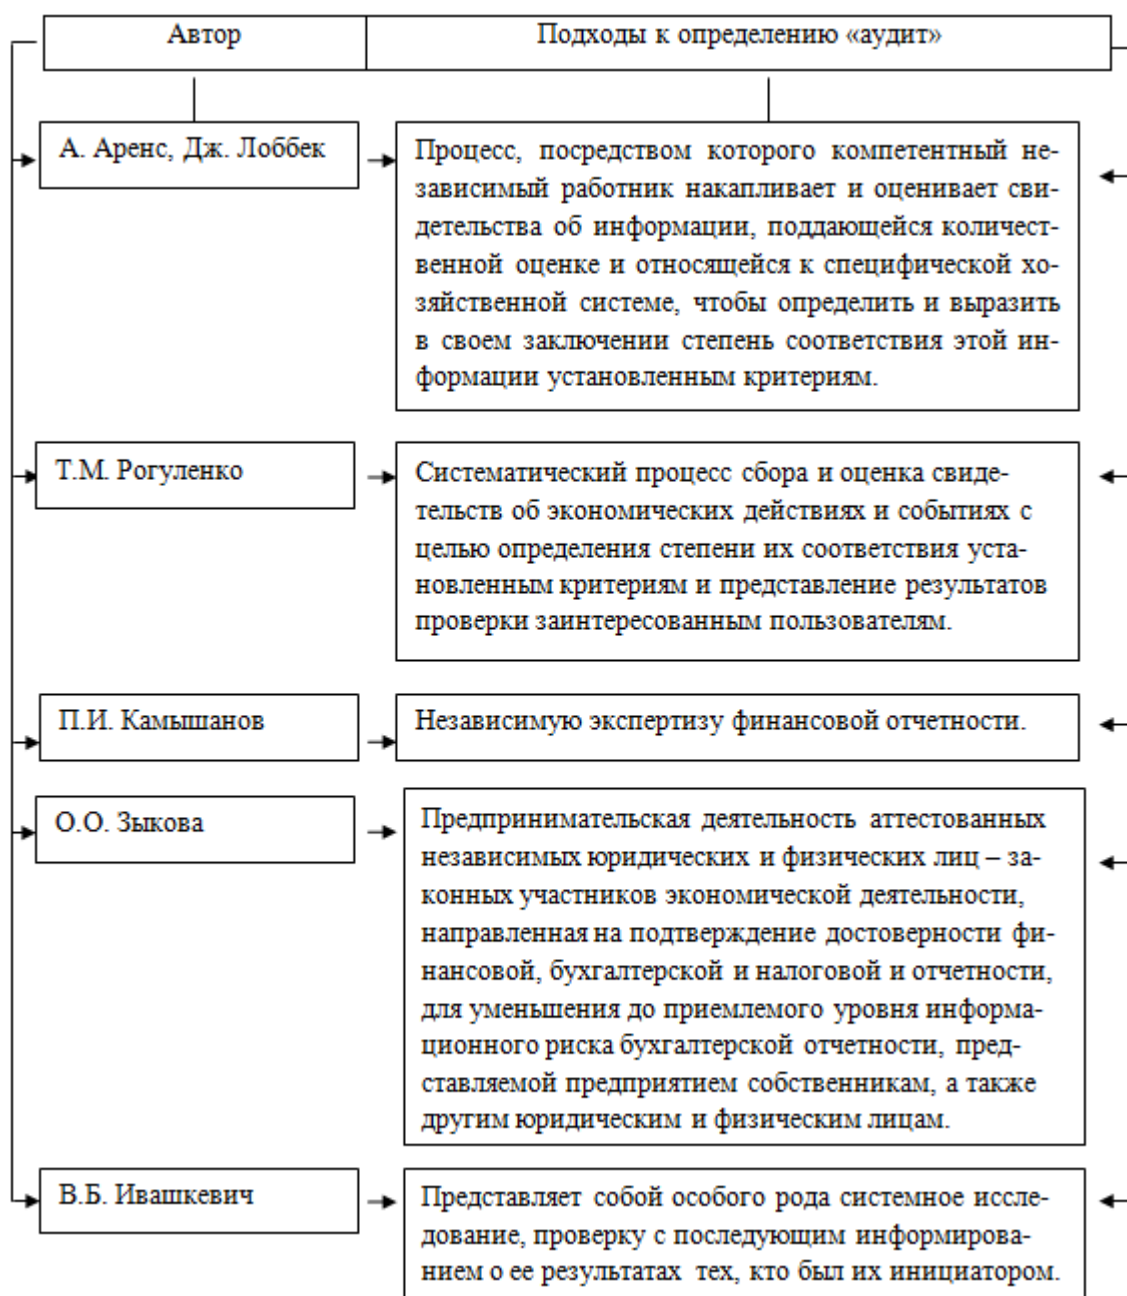 Автор
Подходы к определению «аудит»
А. Аренс, Дж. Лоббек
Процесс, посредством которого компетентный не-
зависимый работник накапливает и оценивает сви-
детельства об информации, поддающейся количест-
венной оценке и относящейся к специфической хо-
зяйственной системе, чтобы определить и выразить
в своем заключении степень соответствия этой ин-
формации установленным критериям.
Т.М. Рогуленко
Систематический процесс сбора и оценка свиде-
тельств об экономических действиях и событиях с
целью определения степени их соответствия уста-
новленным критериям и представление результатов
проверки заинтересованным пользователям.
П.И. Камышанов
Независимую экспертизу финансовой отчетности.
О.О. Зыкова
Предпринимательская деятельность аттестованных
независимых юридических и физических лиц – за-
конных участников экономической деятельности,
направленная на подтверждение достоверности фи-
нансовой, бухгалтерской и налоговой и отчетности,
для уменьшения до приемлемого уровня информа-
ционного риска бухгалтерской отчетности, пред-
ставляемой предприятием собственникам, а также
другим юридическим и физическим лицам.
В.Б. Ивашкевич
Представляет собой особого рода системное иссле-
дование, проверку с последующим информирова-
нием о ее результатах тех, кто был их инициатором.